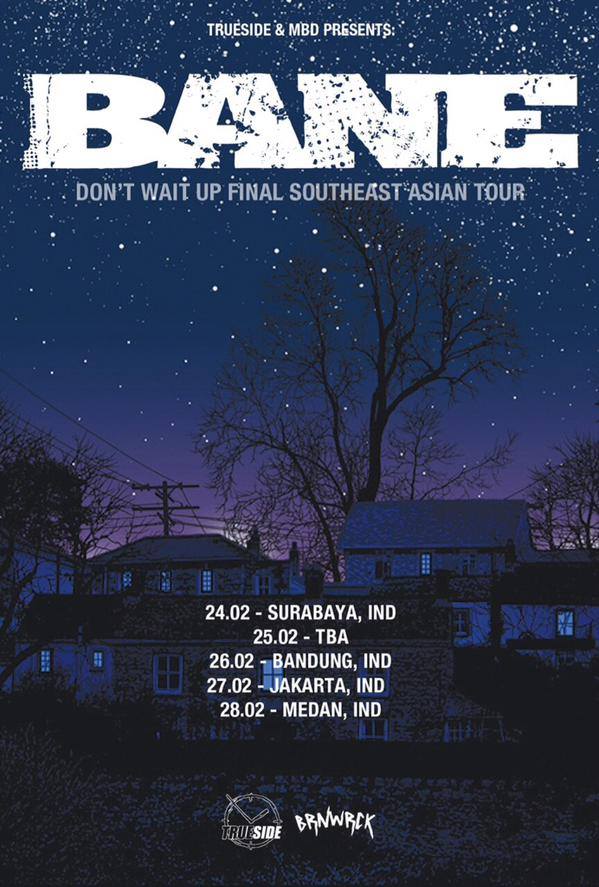 TRUESIDE & MBD PRESENTS:
BANE
DON'T WAIT UP FINAL SOUTHEAST ASIAN TOUR
24.02 - SURABAYA, IND
25.02 - TBA
26.02 - BANDUNG, IND
27.02 - JAKARTA, IND
28.02 - MEDAN, IND
TRUESIDE BRNWRCK